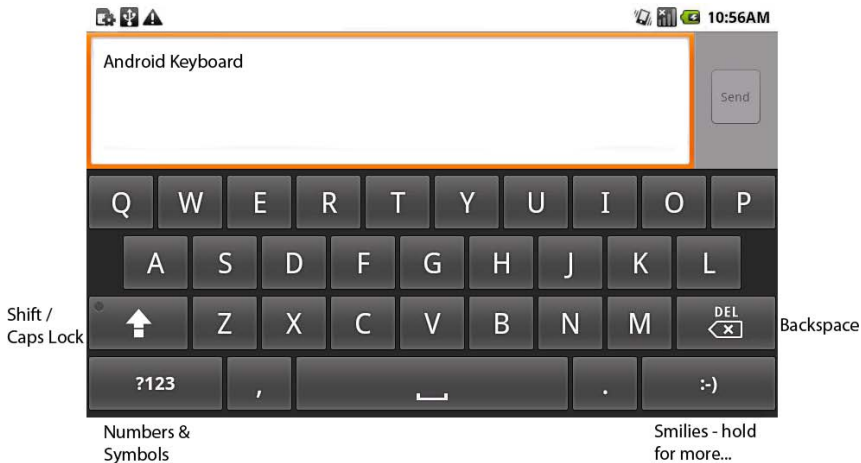 10:56AM
Android Keyboard
Send
Q W E R T Y U I O P
A S D F G H J K L
Shift /
Caps Lock
Z X C V B N M
DEL
Backspace
?123 , . :-)
Numbers &
Symbols
Smilies - hold
for more...